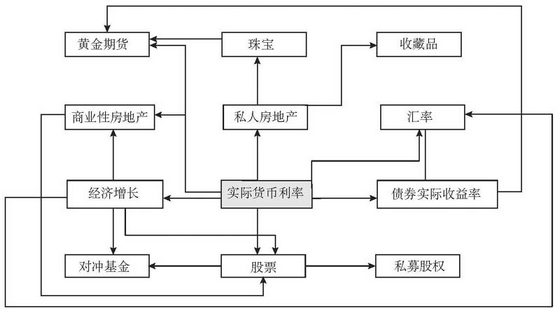 黄金期货
珠宝
收藏品
商业性房地产
私人房地产
汇率
经济增长
实际货币利率
债券实际收益率
对冲基金
股票
私募股权